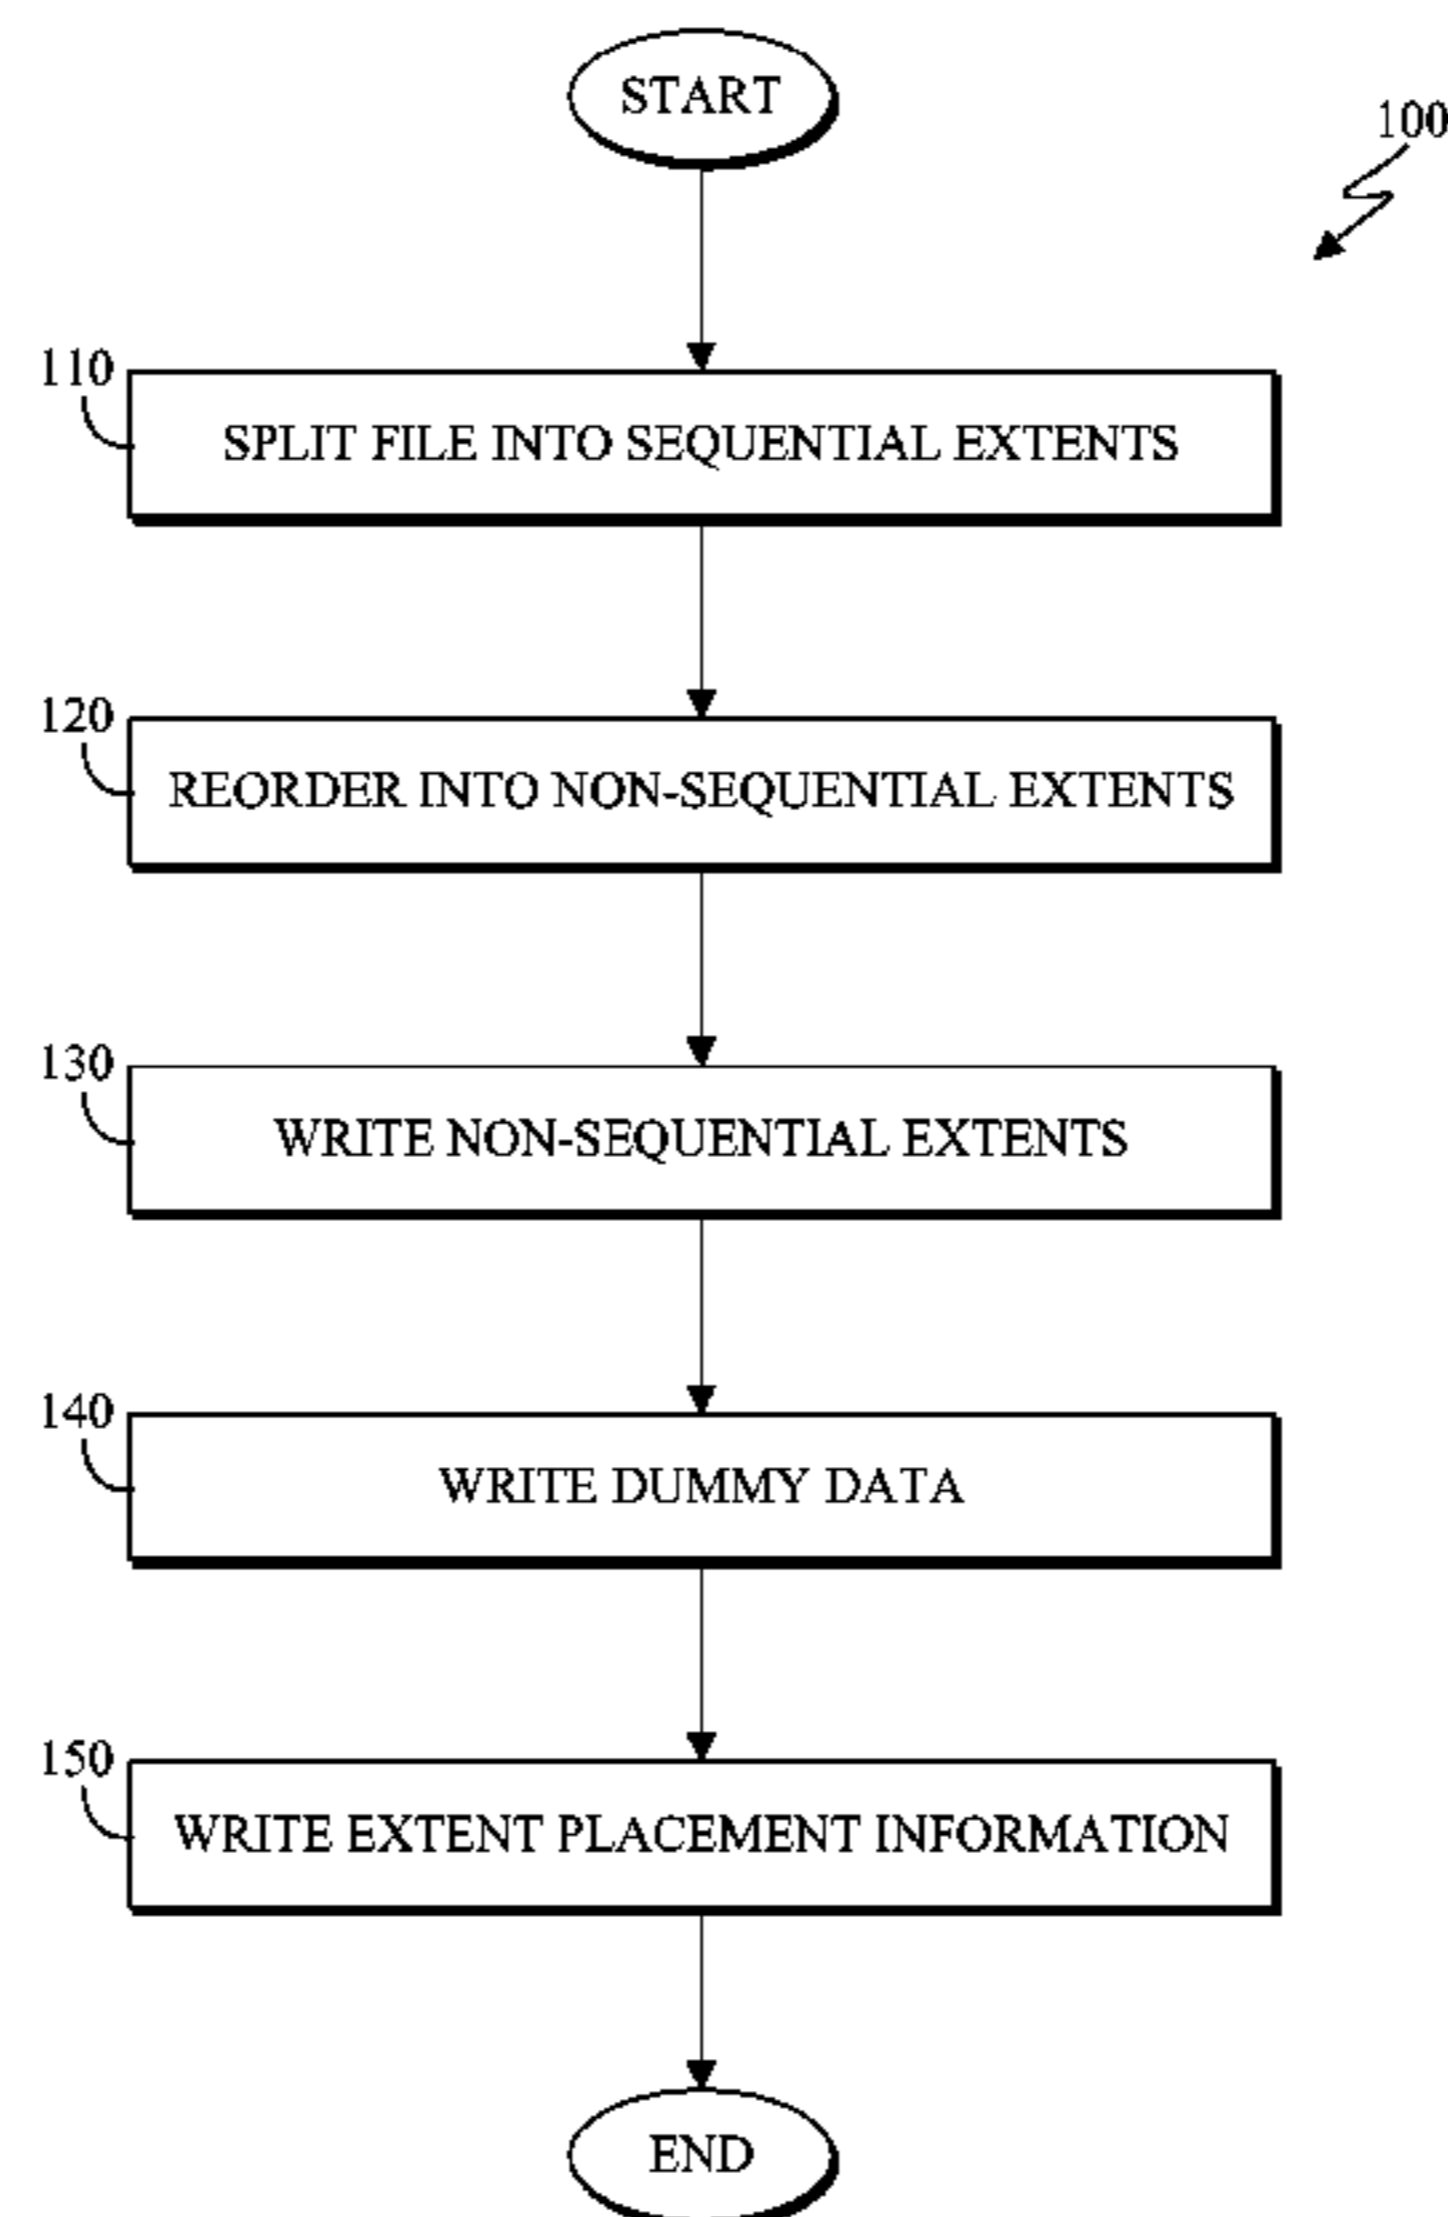 START
100
110
SPLIT FILE INTO SEQUENTIAL EXTENTS
120
REORDER INTO NON-SEQUENTIAL EXTENTS
130
WRITE NON-SEQUENTIAL EXTENTS
140
WRITE DUMMY DATA
150
WRITE EXTENT PLACEMENT INFORMATION
END